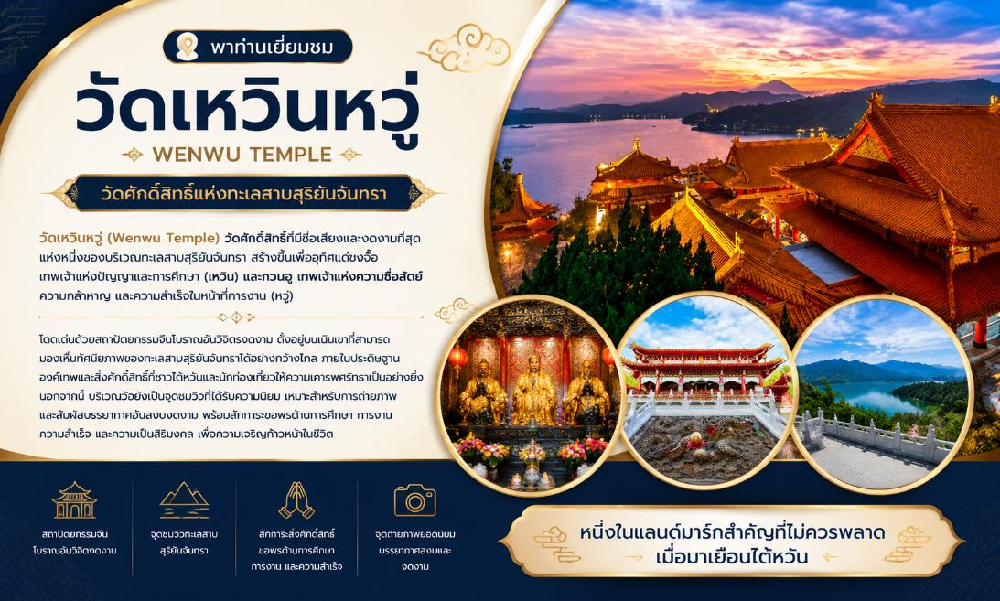 พาท่านเยี่ยมชม
วัดเหวินหวู่
WENWU TEMPLE
วัดศักดิ์สิทธิ์แห่งทะเลสาบสุริยันจันทรา
วัดเหวินหวู่ (Wenwu Temple) วัดศักดิ์สิทธิ์ที่มีชื่อเสียงและงดงามที่สุด
แห่งหนึ่งของบริเวณทะเลสาบสุริยันจันทรา สร้างขึ้นเพื่ออุทิศแด่ขงจื้อ
เทพเจ้าแห่งปัญญาและการศึกษา (เหวิน) และกวนอู เทพเจ้าแห่งความซื่อสัตย์
ความกล้าหาญ และความสำเร็จในหน้าที่การงาน (หวู่)
โดดเด่นด้วยสถาปัตยกรรมจีนโบราณอันวิจิตรงดงาม ตั้งอยู่บนเนินเขาที่สามารถ
มองเห็นทัศนียภาพของทะเลสาบสุริยันจันทราได้อย่างกว้างไกล ภายในประดิษฐาน
องค์เทพและสิ่งศักดิ์สิทธิ์ที่ชาวไต้หวันและนักท่องเที่ยวให้ความเคารพศรัทราเป็นอย่างยิ่ง
นอกจากนี้ บริเวณวัอยังเป็นจุดชมวิวที่ได้รับความนิยม เหมาะสำหรับการถ่ายภาพ
และสัมผัสบรรยากาศอันสงบงดงาม พร้อมสักการะขอพรด้านการศึกษา การงาน
ความสำเร็จ และความเป็นสิริมงคล เพื่อความเจริญก้าวหน้าในชีวิต
สถาปัตยกรรมจีน
โบราณอันวิจิตงดงาม
จุดชมวิวทะเลสาบ
สุริยันจันทรา
สักการะสิ่งศักดิ์สิทธิ์
ขอพรด้านการศึกษา
การงาน และความสำเร็จ
จุดถ่ายภาพยอดนิยม
บรรยากาศสงบและ
งดงาม
หนึ่งในแลนด์มาร์กสำคัญที่ไม่ควรพลาด
เมื่อมาเยือนไต้หวัน